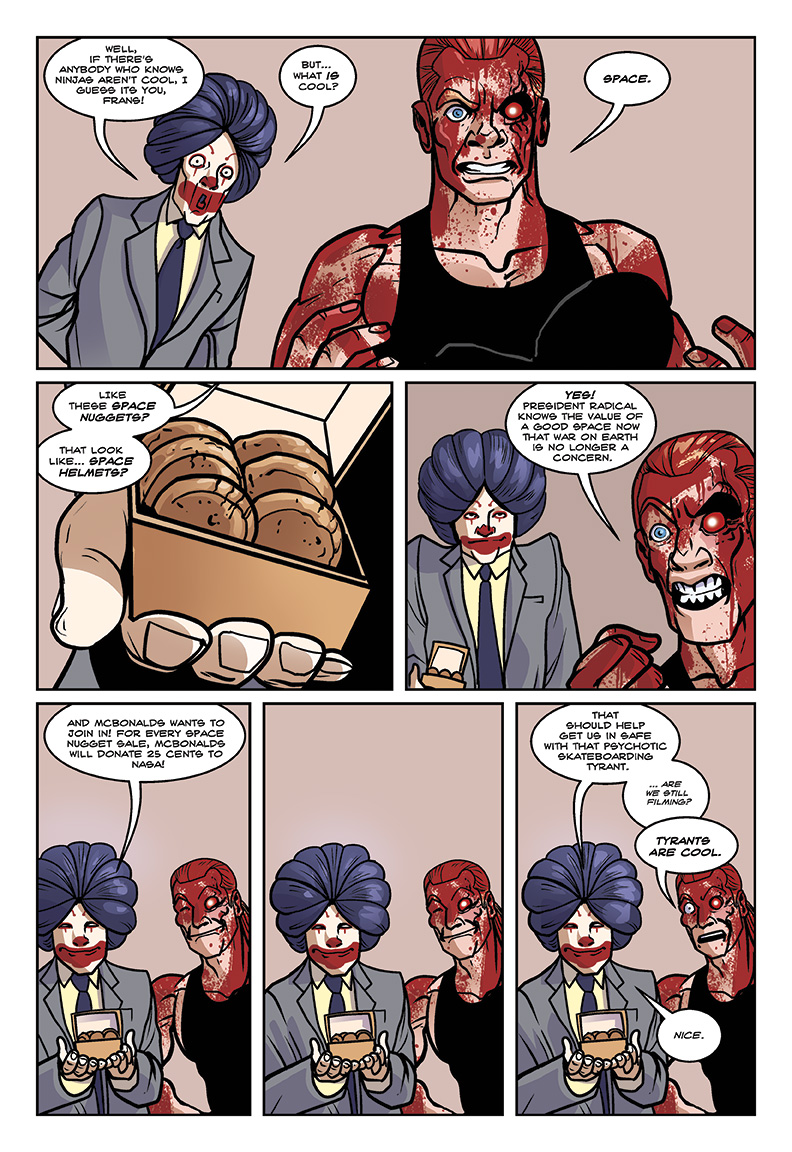 WELL,
IF THERE'S
ANYBODY WHO KNOWS
NINJAS AREN'T COOL, I
GUESS ITS YOU,
FRANS!
BUT...
WHAT IS
COOL?
SPACE.
LIKE
THESE SPACE
NUGGETS?
THAT LOOK
LIKE... SPACE
HELMETS?
YES!
PRESIDENT RADICAL
KNOWS THE VALUE OF
A GOOD SPACE NOW
THAT WAR ON EARTH
IS NO LONGER A
CONCERN.
AND MCBONALDS WANTS TO
JOIN IN! FOR EVERY SPACE
NUGGET SALE, MCBONALDS
WILL DONATE 25 CENTS TO
NASA!
THAT
SHOULD HELP
GET US IN SAFE
WITH THAT PSYCHOTIC
SKATEBOARDING
TYRANT.
... ARE
WE STILL
FILMING?
TYRANTS
ARE COOL.
NICE.